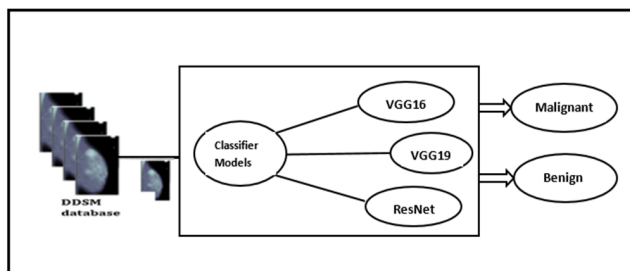 DDSM
database
Classifier
Models
VGG16
VGG19
ResNet
Malignant
Benign